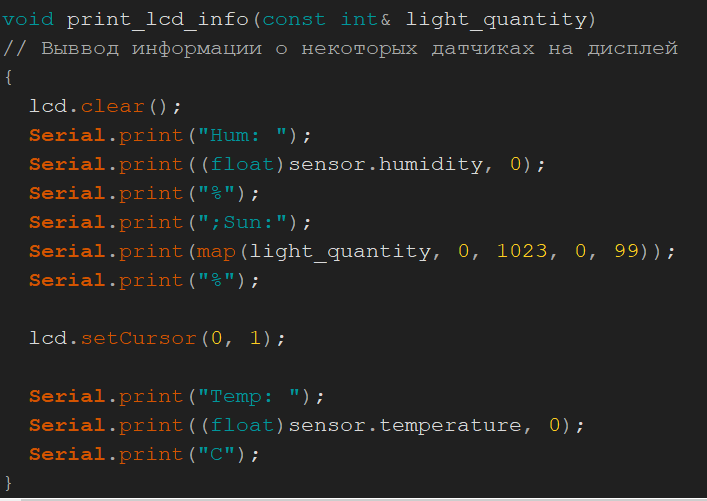 void print_lcd_info(const int& light_quantity)
// Выввод информации о некоторых датчиках на дисплей
{
  lcd.clear();
  Serial.print("Hum: ");
  Serial.print((float)sensor.humidity, 0);
  Serial.print("%");
  Serial.print(";Sun:");
  Serial.print(map(light_quantity, 0, 1023, 0, 99));
  Serial.print("%");

  lcd.setCursor(0, 1);

  Serial.print("Temp: ");
  Serial.print((float)sensor.temperature, 0);
  Serial.print("C");
}